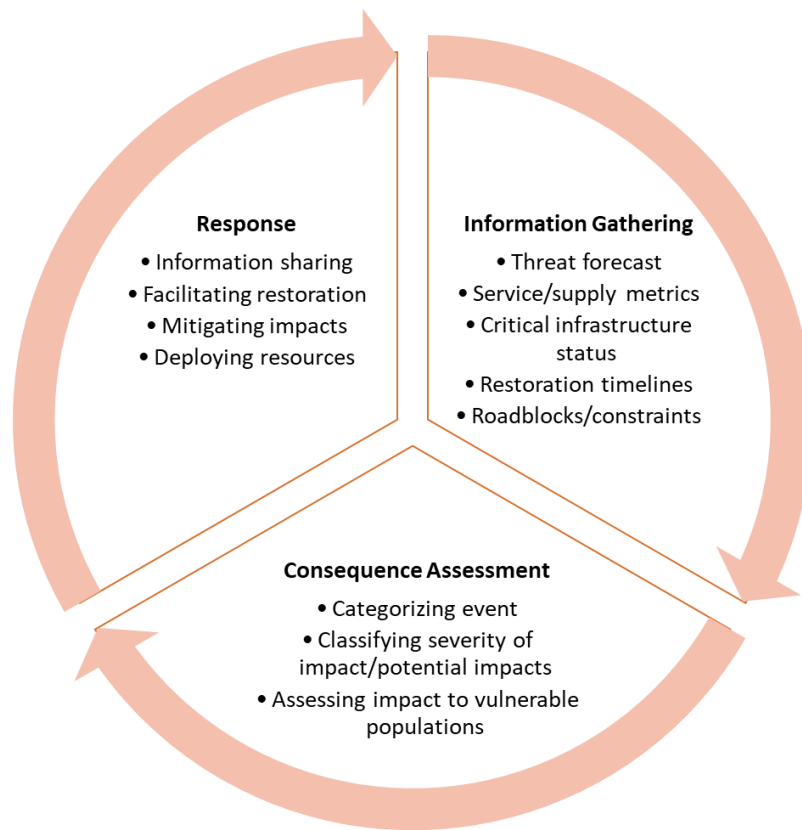 Response
• Information sharing
• Facilitating restoration
• Mitigating impacts
• Deploying resources
Information Gathering
• Threat forecast
• Service/supply metrics
• Critical infrastructure
status
• Restoration timelines
• Roadblocks/constraints
Consequence Assessment
• Categorizing event
• Classifying severity of
impact/potential impacts
• Assessing impact to vulnerable
populations